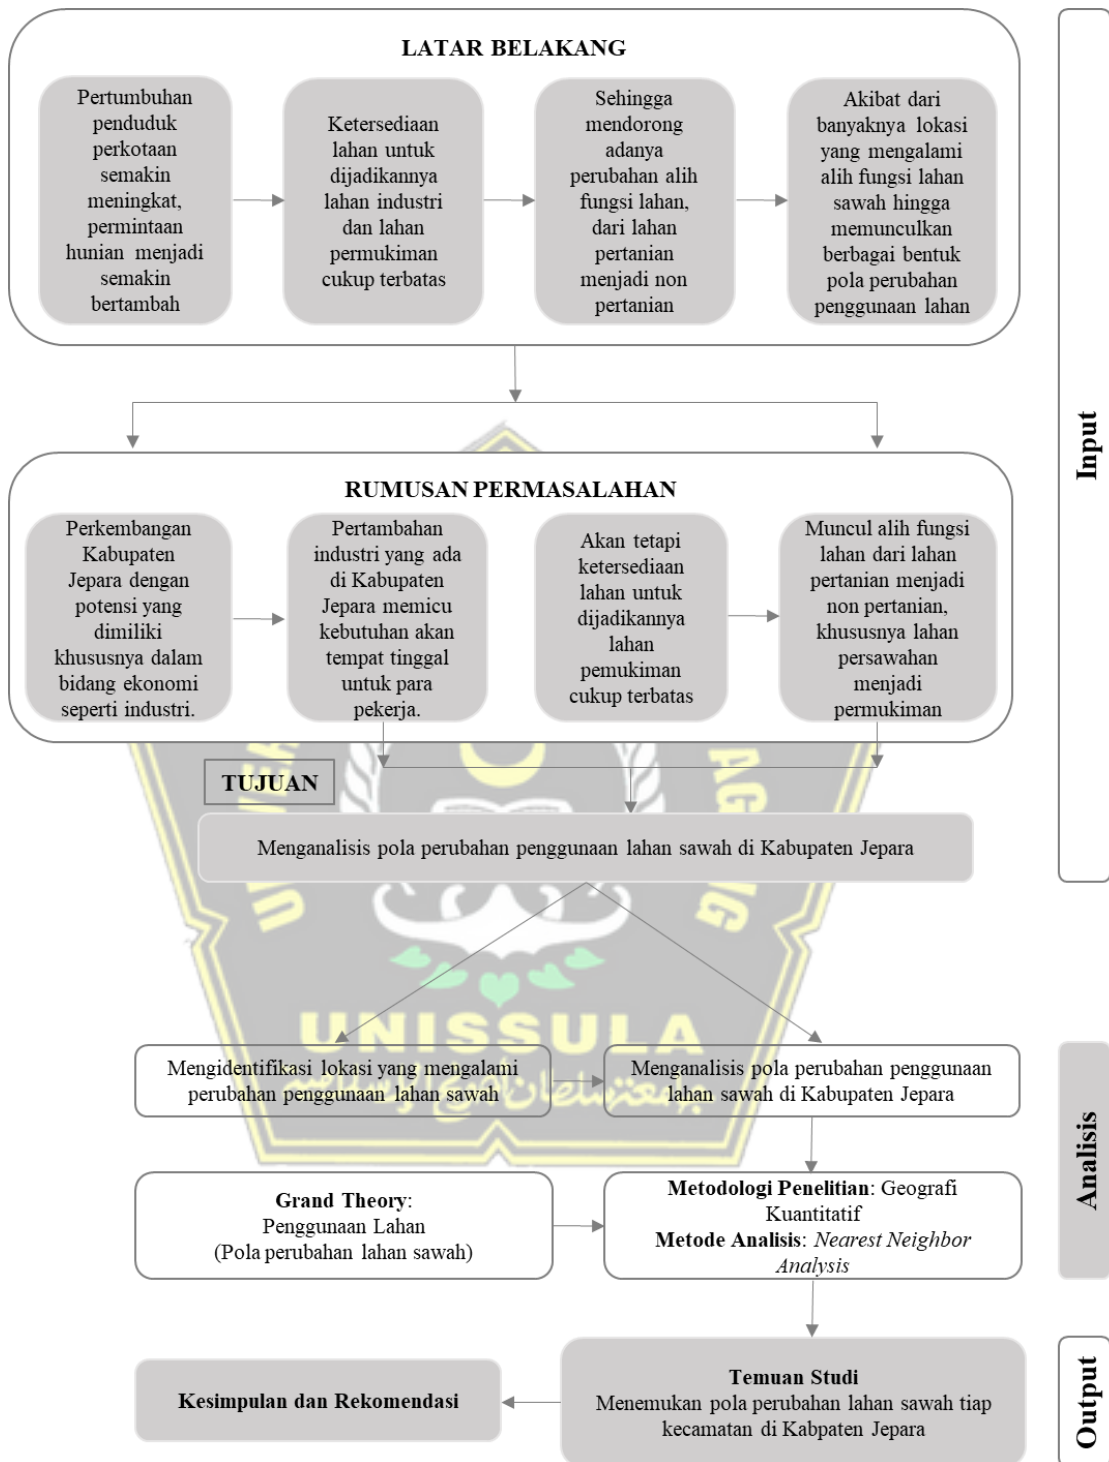 LATAR BELAKANG
Pertumbuhan
penduduk
perkotaan
semakin
meningkat,
permintaan
hunian menjadi
semakin
bertambah
Ketersediaan
lahan untuk
dijadikannya
lahan industri
dan lahan
permukiman
cukup terbatas
Sehingga
mendorong
adanya
perubahan alih
fungsi lahan,
dari lahan
pertanian
menjadi non
pertanian
Akibat dari
banyaknya lokasi
yang mengalami
alih fungsi lahan
sawah hingga
memunculkan
berbagai bentuk
pola perubahan
penggunaan lahan
Input
RUMUSAN PERMASALAHAN
Perkembangan
Kabupaten
Jepara dengan
potensi yang
dimiliki
khususnya dalam
bidang ekonomi
seperti industri.
Pertambahan
industri yang ada
di Kabupaten
Jepara memicu
kebutuhan akan
tempat tinggal
untuk para
pekerja.
Akan tetapi
ketersediaan
lahan untuk
dijadikannya
lahan
pemukiman
cukup terbatas
Muncul alih fungsi
lahan dari lahan
pertanian menjadi
non pertanian,
khususnya lahan
persawahan
menjadi
permukiman
TUJUAN
Menganalisis pola perubahan penggunaan lahan sawah di Kabupaten Jepara
UNISSULA
Mengidentifikasi lokasi yang mengalami
perubahan penggunaan lahan sawah
Menganalisis pola perubahan penggunaan
lahan sawah di Kabupaten Jepara
Analisis
Grand Theory:
Penggunaan Lahan
(Pola perubahan lahan sawah)
Metodologi Penelitian: Geografi
Kuantitatif
Metode Analisis: Nearest Neighbor
Analysis
Kesimpulan dan Rekomendasi
Temuan Studi
Menemukan pola perubahan lahan sawah tiap
kecamatan di Kabpaten Jepara
Output